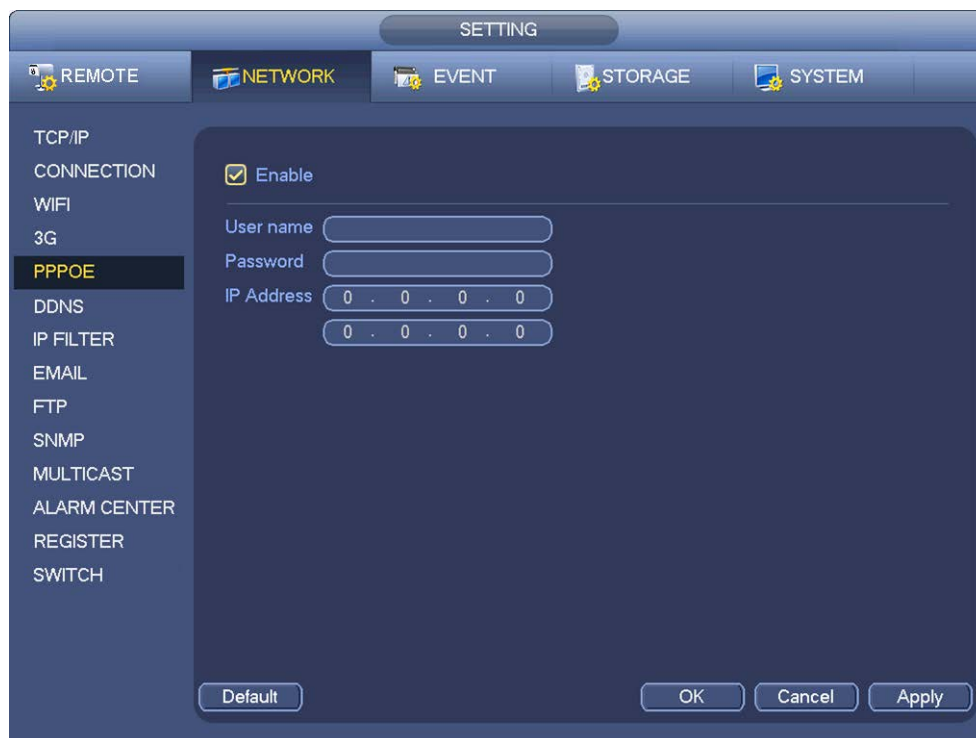 SETTING
REMOTE NETWORK EVENT STORAGE SYSTEM
TCP/IP
CONNECTION
WIFI
3G
PPPOE
DDNS
IP FILTER
EMAIL
FTP
SNMP
MULTICAST
ALARM CENTER
REGISTER
SWITCH
Enable
User name
Password
IP Address 0 . 0 . 0 . 0
0 . 0 . 0 . 0
Default OK Cancel Apply